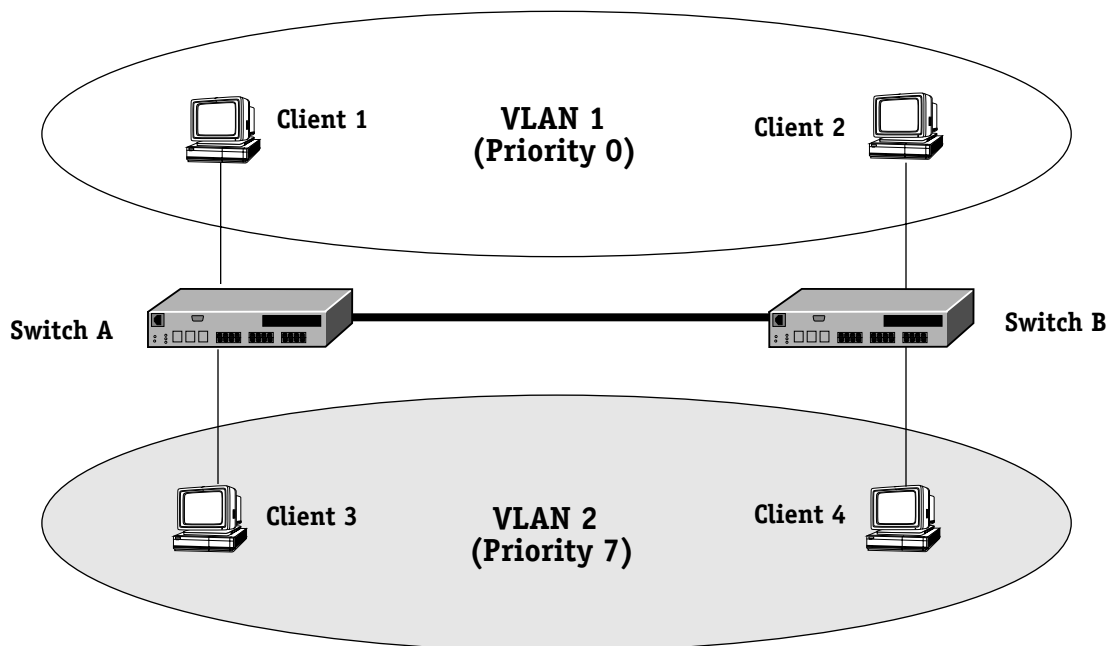 Client 1
VLAN 1
(Priority 0)
Client 2
Switch A
Switch B
Client 3
VLAN 2
(Priority 7)
Client 4